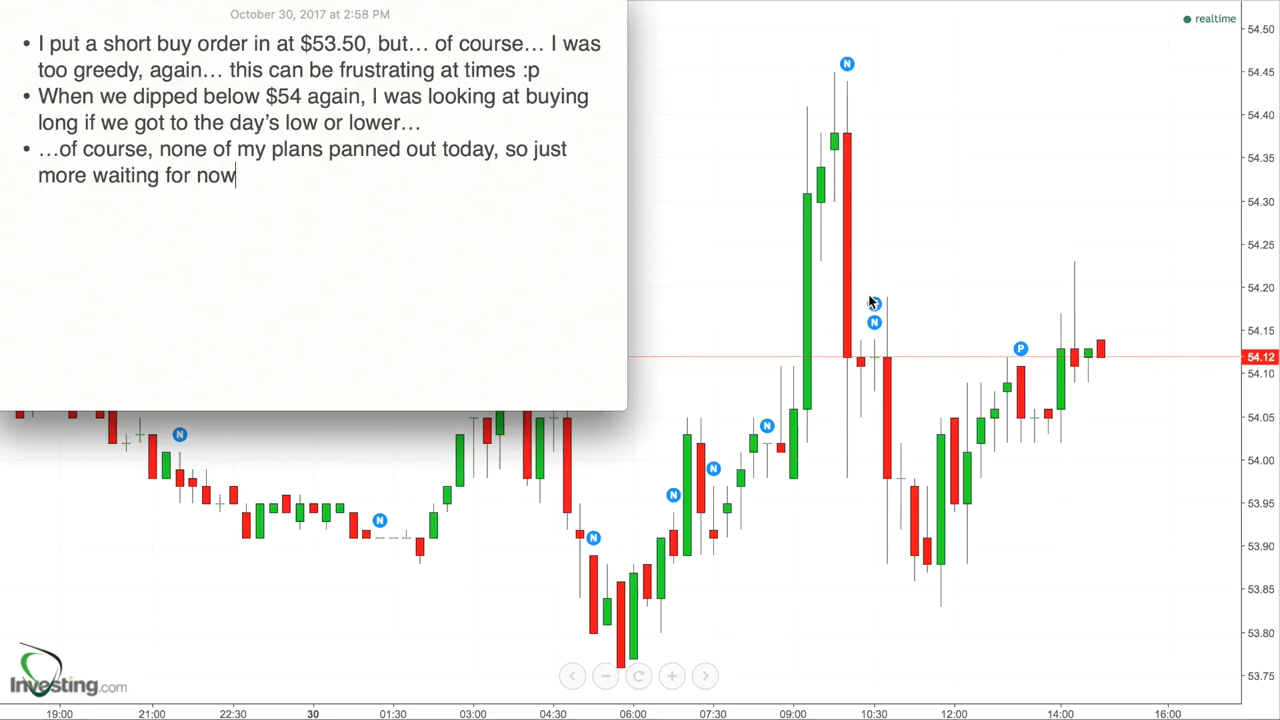 October 30, 2017 at 2:58 PM
• I put a short buy order in at $53.50, but… of course… I was
too greedy, again… this can be frustrating at times :p
• When we dipped below $54 again, I was looking at buying
long if we got to the day’s low or lower…
• …of course, none of my plans panned out today, so just
more waiting for now
realtime
54.50
54.45
54.40
54.35
54.30
54.25
54.20
54.15
54.12
54.10
54.05
54.00
53.95
53.90
53.85
53.80
53.75
N
N
P
N
N
N
N
N
N
Investing.com
19:00 21:00 22:30 30 01:30 03:00 04:30 06:00 07:30 09:00 10:30 12:00 14:00 16:00